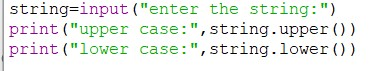 string=input("enter the string:")
print("upper case:",string.upper())
print("lower case:",string.lower())